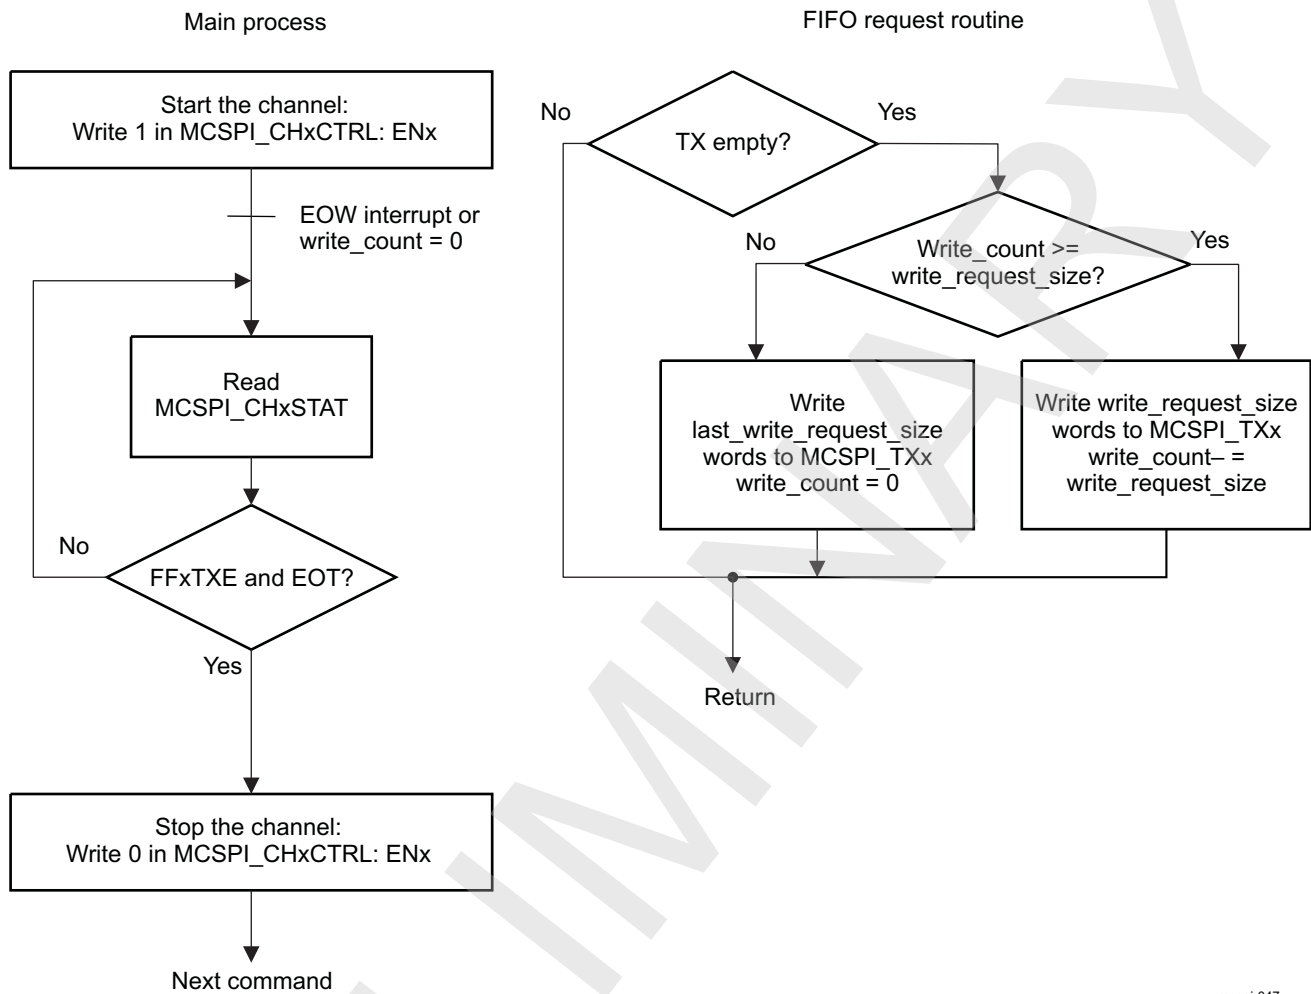 Main process
FIFO request routine
Start the channel:
Write 1 in MCSPI_CHxCTRL: ENx
EOW interrupt or
write_count = 0
Read
MCSPI_CHxSTAT
No
FFxTXE and EOT?
Yes
Stop the channel:
Write 0 in MCSPI_CHxCTRL: ENx
Next command
No
TX empty?
Yes
No
Write_count >=
write_request_size?
Yes
Write
last_write_request_size
words to MCSPI_TXx
write_count = 0
Write write_request_size
words to MCSPI_TXx
write_count– =
write_request_size
Return
IMINARY